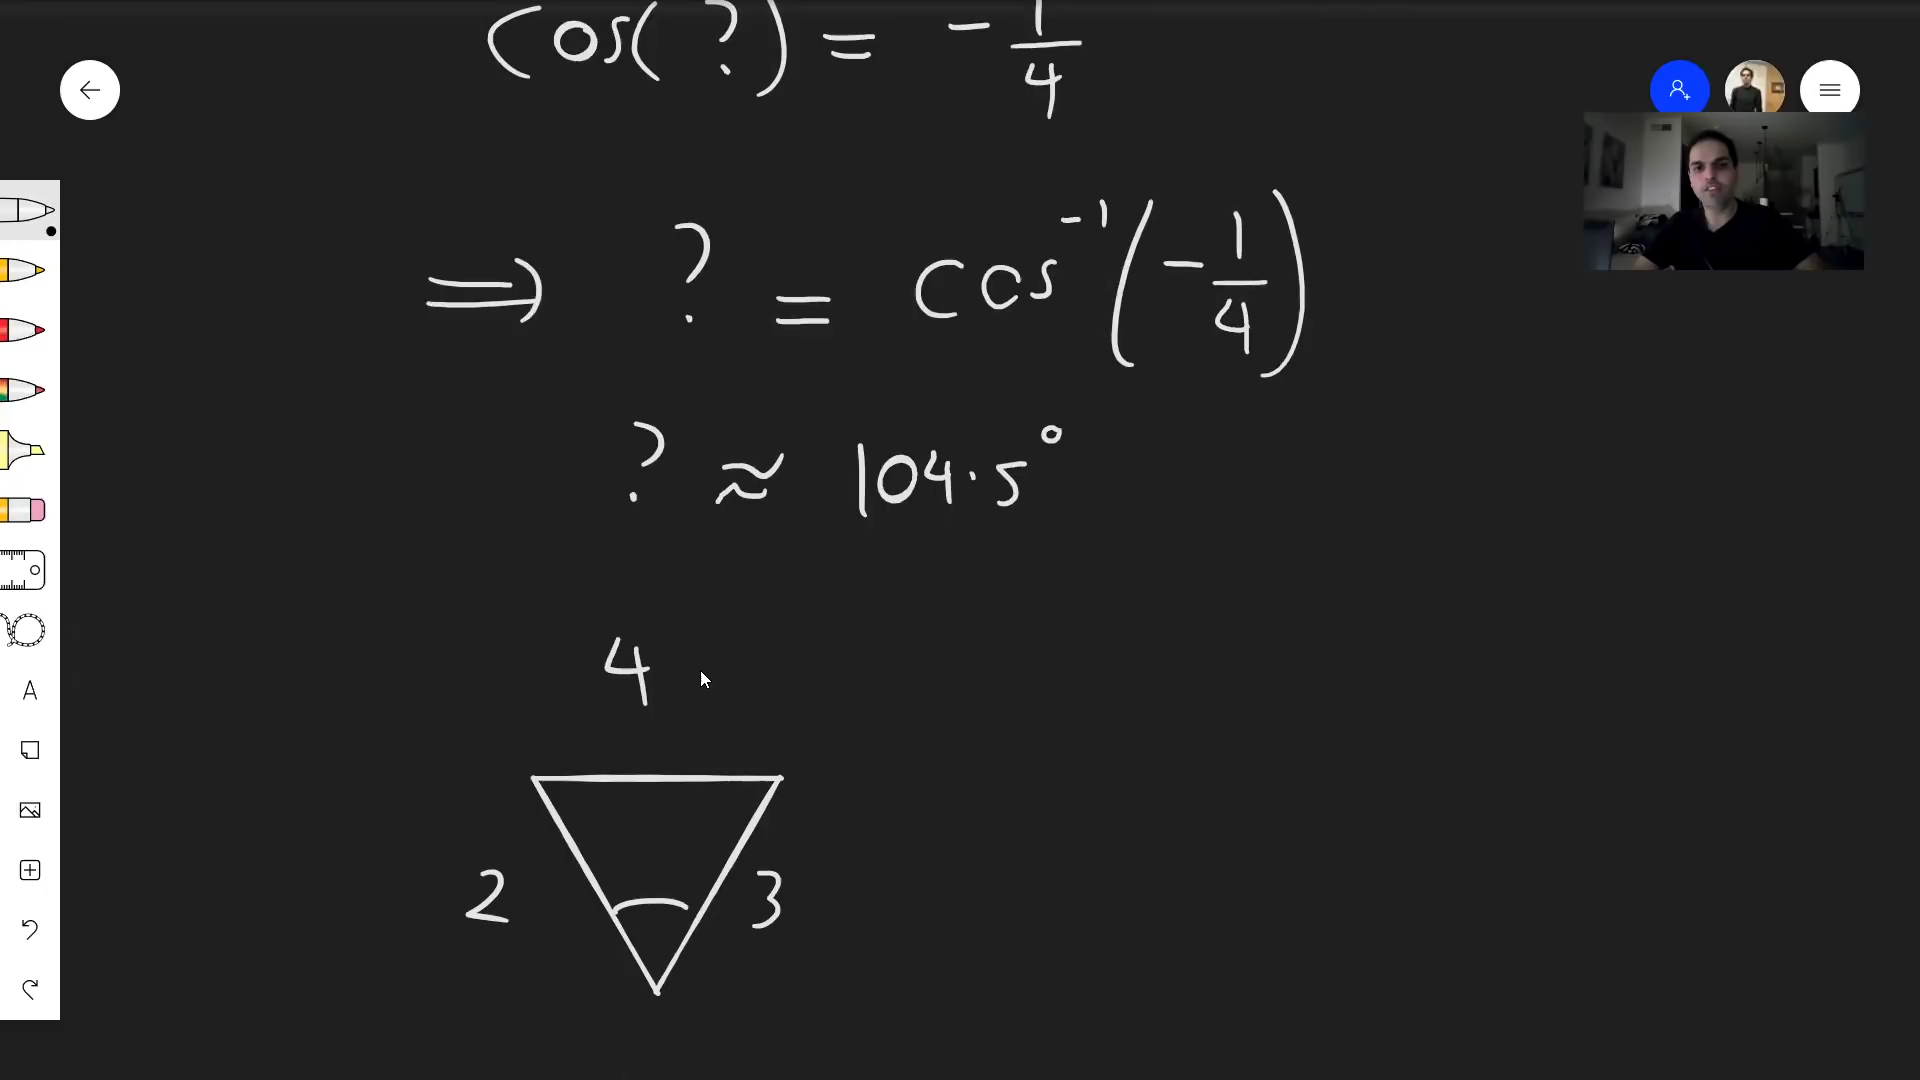 cos(?) = -1/4
⇒ ? = cos⁻¹(-1/4)
? ≈ 104.5°
4
2 3
A